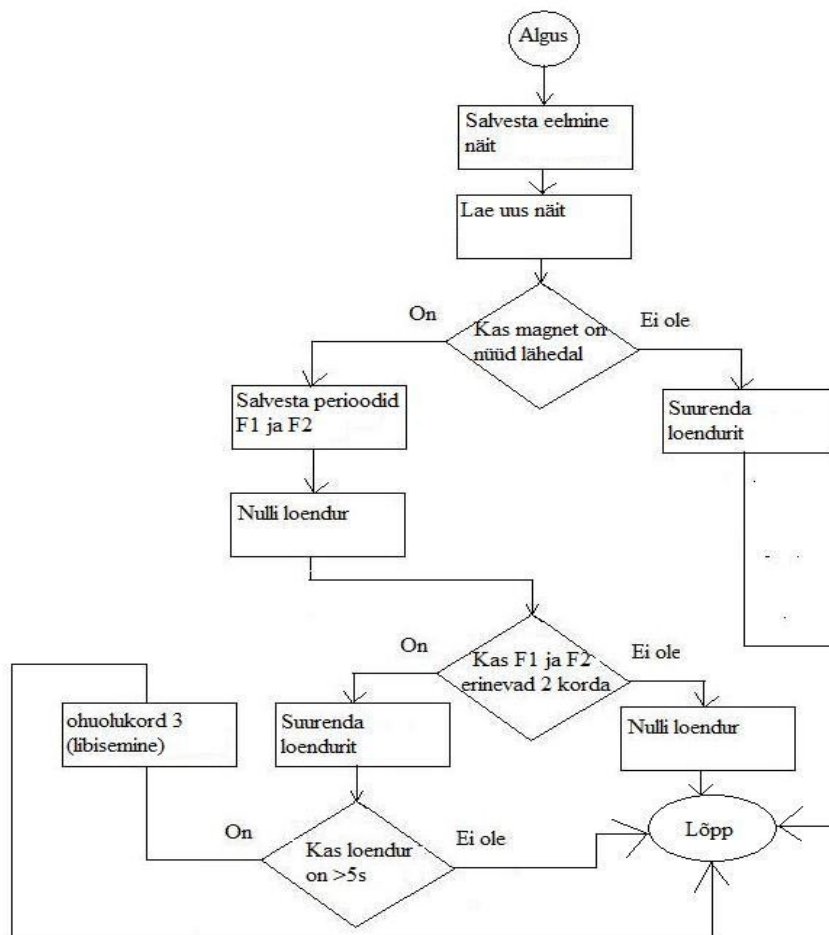 Algus
Salvesta eelmine
näit
Lae uus näit
On
Ei ole
Kas magnet on
nüüd lähedal
Salvesta perioodid
F1 ja F2
Suurenda
loendurit
Nulli loendur
On
Ei ole
Kas F1 ja F2
erinevad 2 korda
ohuolukord 3
(libisemine)
Suurenda
loendurit
Nulli loendur
On
Ei ole
Kas loendur
on >5s
Lõpp